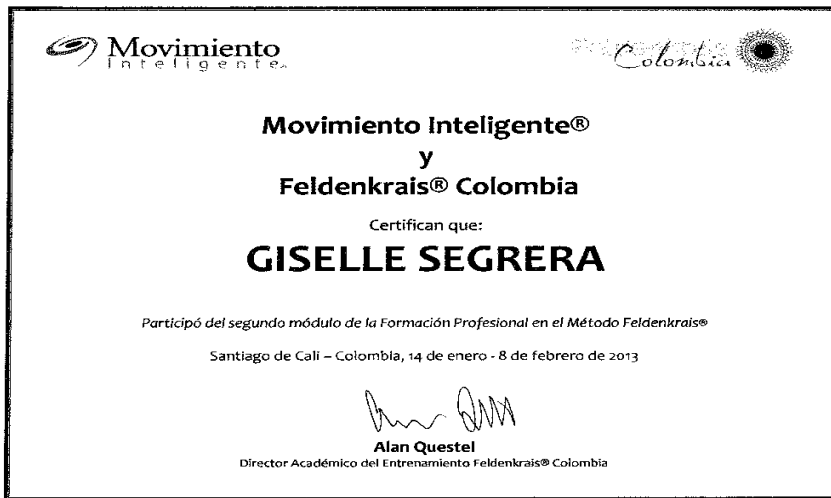 Movimiento
Inteligente
Colombia
Movimiento Inteligente®
y
Feldenkrais® Colombia
Certifican que:
GISELLE SEGRERA
Participó del segundo módulo de la Formación Profesional en el Método Feldenkrais®
Santiago de Cali – Colombia, 14 de enero - 8 de febrero de 2013
Alan Questel
Director Académico del Entrenamiento Feldenkrais® Colombia